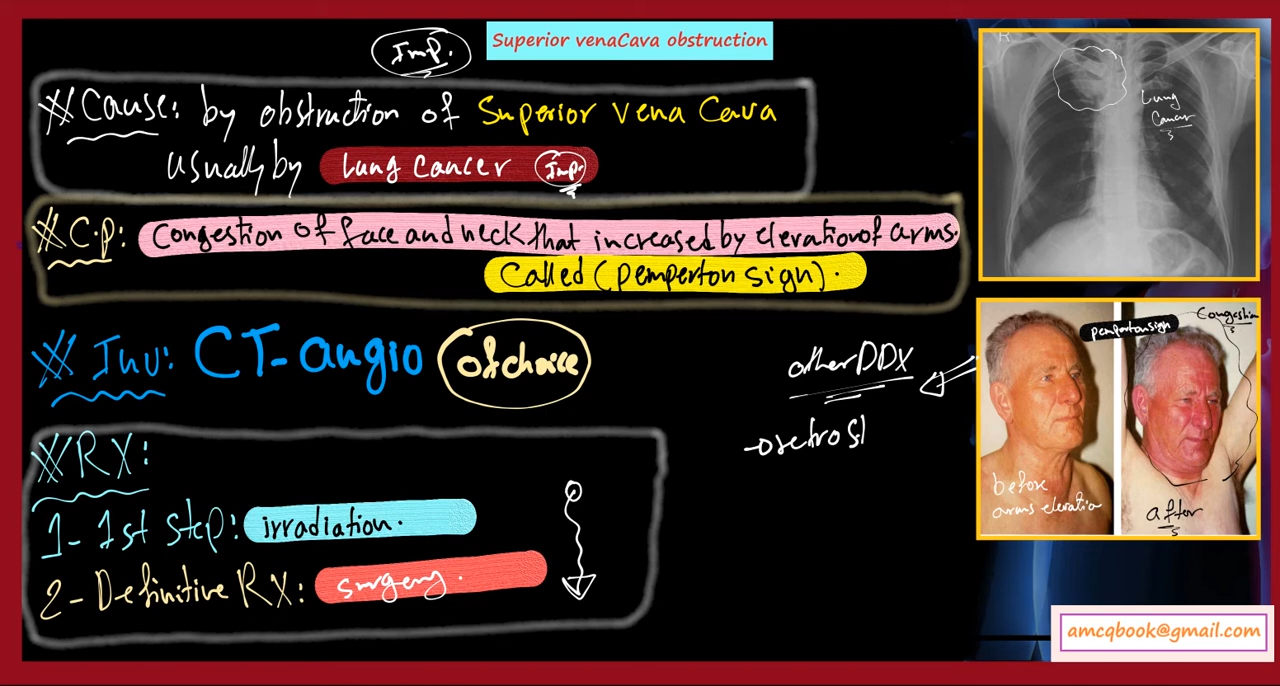 Superior venaCava obstruction
Imp.
Cause: by obstruction of Superior vena Cava
usually by Lung Cancer Imp.
C.p: Congestion of face and neck that increased by elevation of arms.
Called (pemperton sign).
Inv: CT-angio of choice
RX:
1- 1st step: irradiation.
2- Definitive RX: surgery.
other DDX
R
Lung
Cancer
pempertonsign
Congestion
before
arms elevation
after
amcqbook@gmail.com